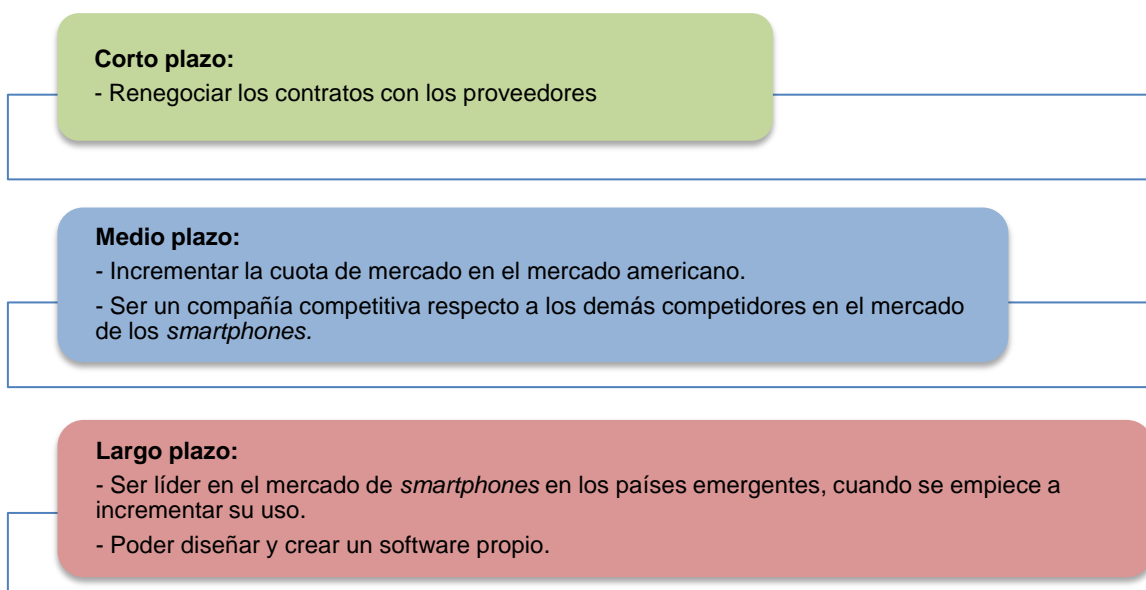 Corto plazo:
- Renegociar los contratos con los proveedores
Medio plazo:
- Incrementar la cuota de mercado en el mercado americano.
- Ser un compañía competitiva respecto a los demás competidores en el mercado
de los smartphones.
Largo plazo:
- Ser líder en el mercado de smartphones en los países emergentes, cuando se empiece a
incrementar su uso.
- Poder diseñar y crear un software propio.